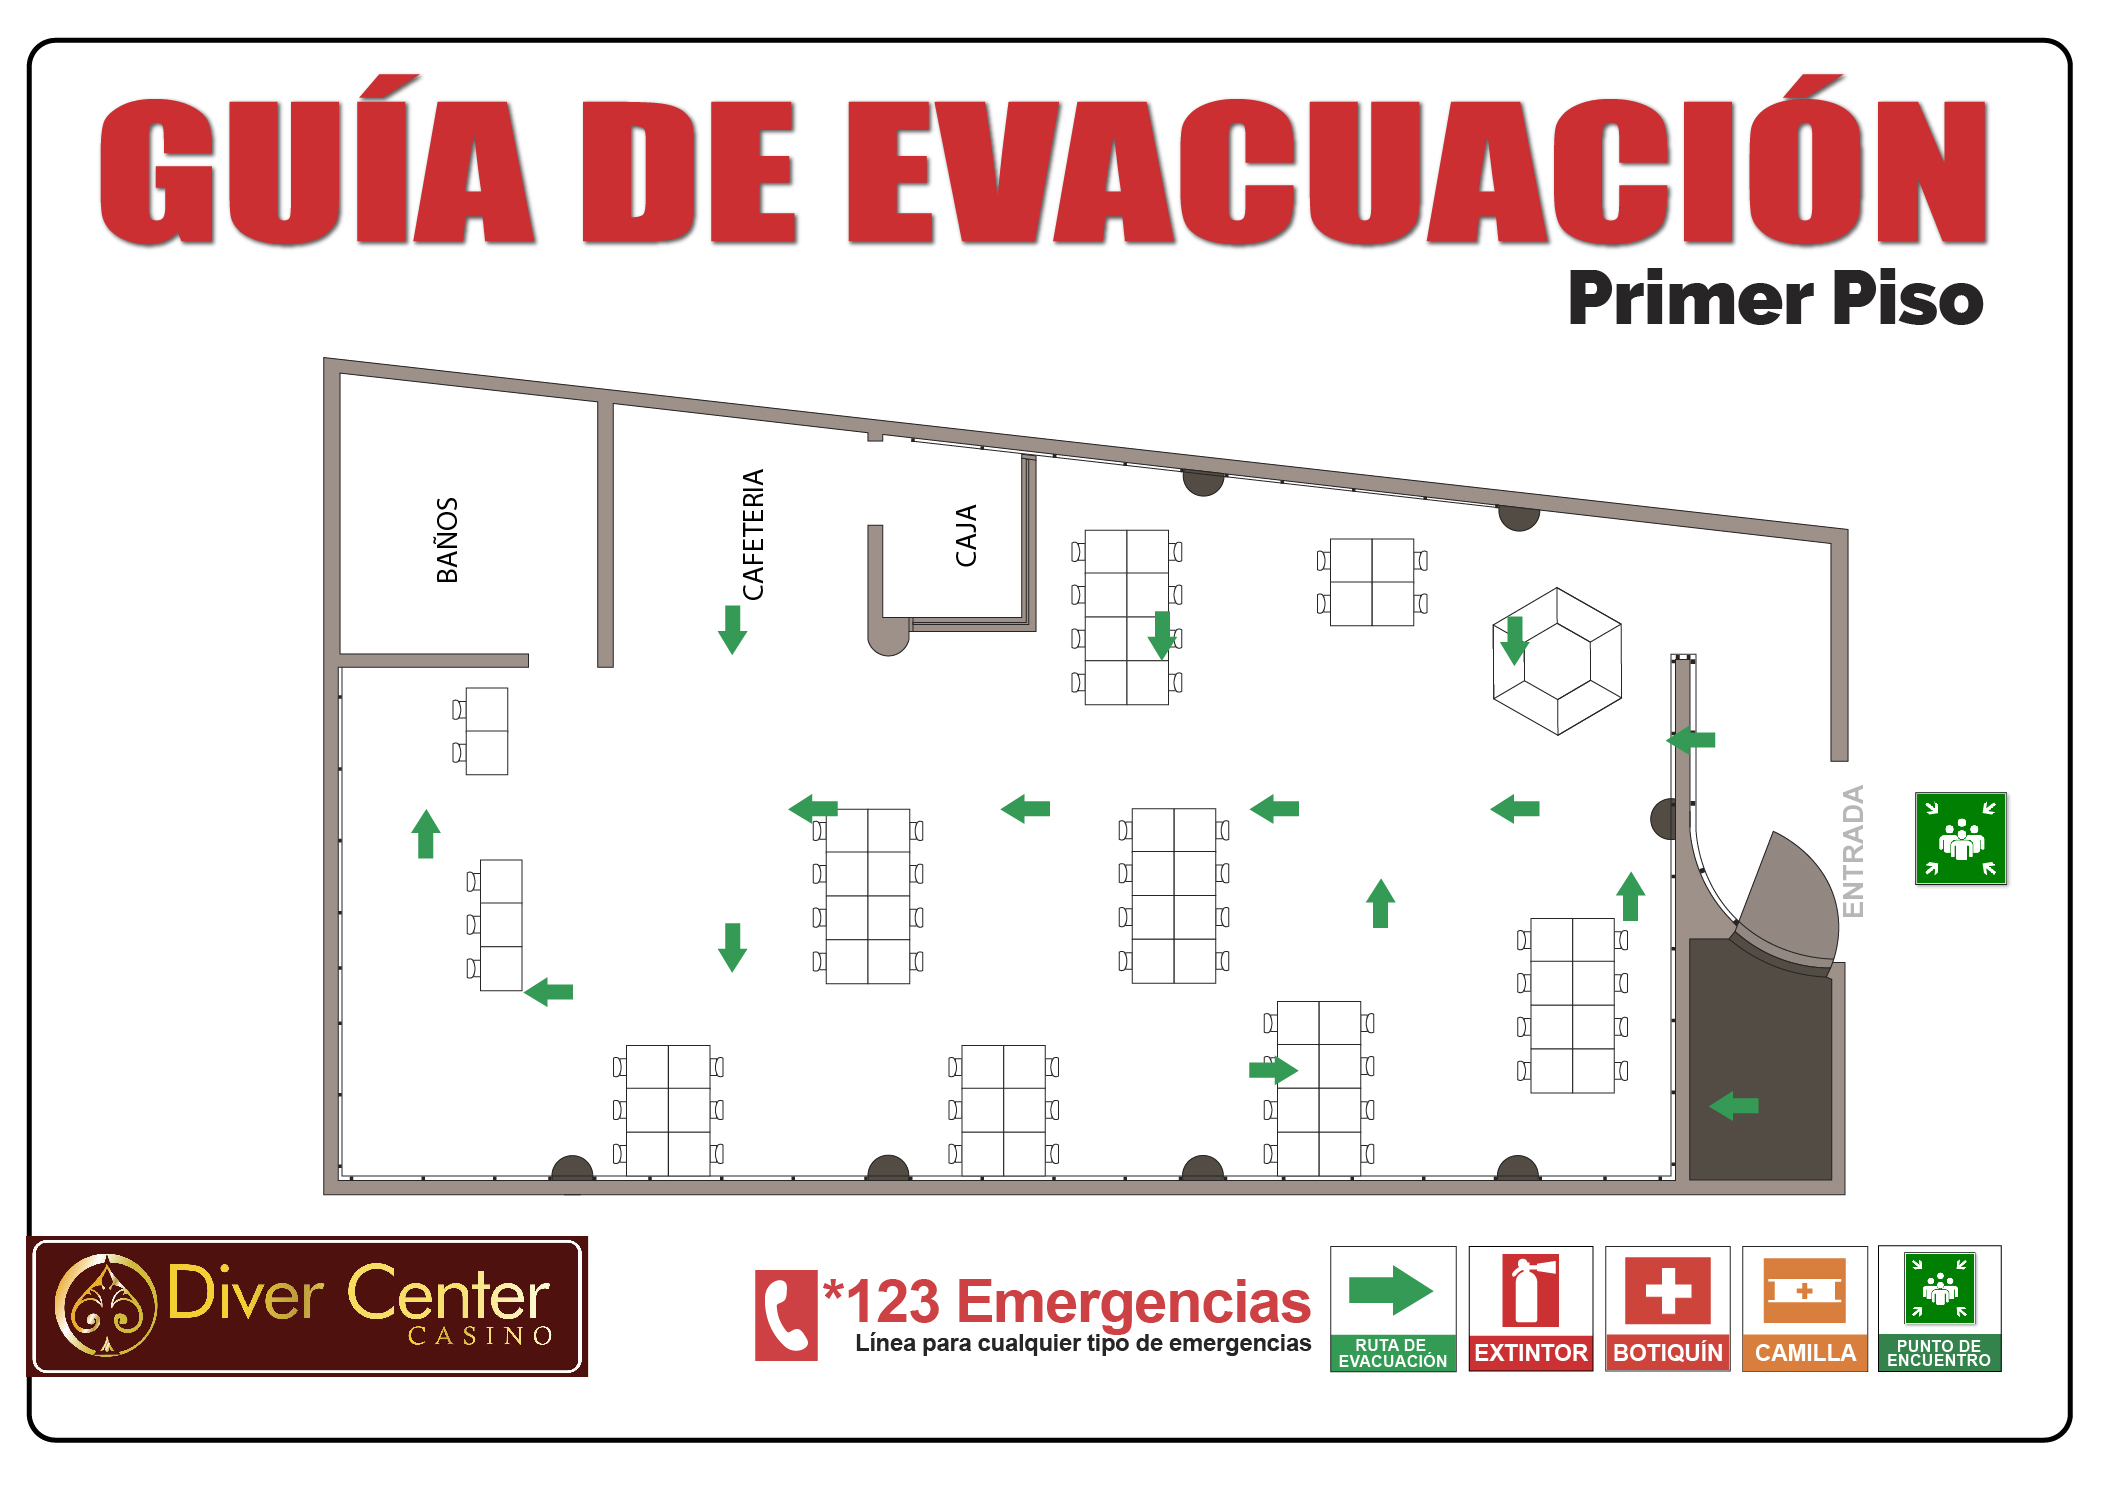 GUÍA DE EVACUACIÓN
Primer Piso
BAÑOS
CAFETERIA
CAJA
ENTRADA
Diver Center
CASINO
*123 Emergencias
Línea para cualquier tipo de emergencias
RUTA DE
EVACUACIÓN
EXTINTOR
BOTIQUÍN
CAMILLA
PUNTO DE
ENCUENTRO